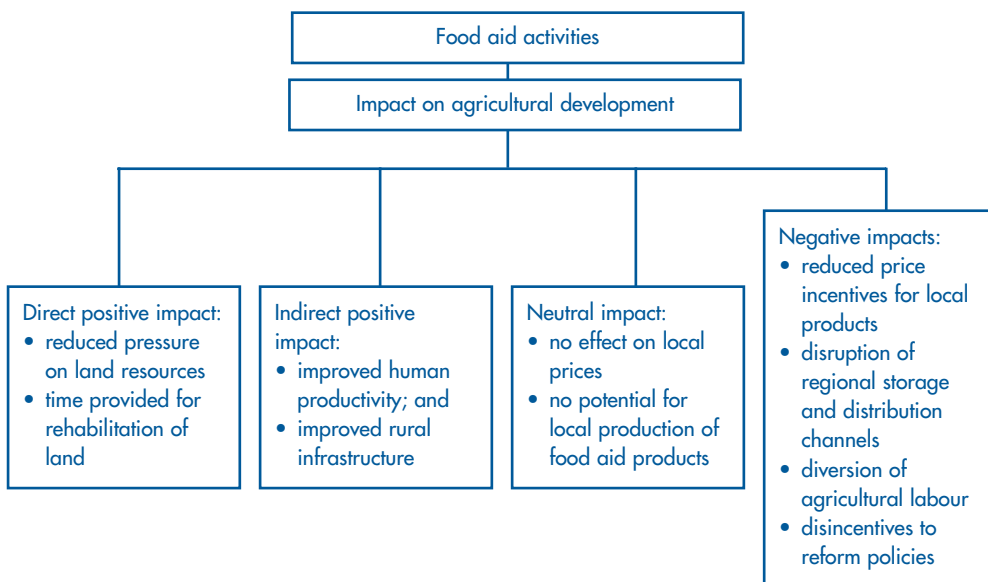 Food aid activities
Impact on agricultural development
Direct positive impact:
• reduced pressure
on land resources
• time provided for
rehabilitation of
land
Indirect positive
impact:
• improved human
productivity; and
• improved rural
infrastructure
Neutral impact:
• no effect on local
prices
• no potential for
local production of
food aid products
Negative impacts:
• reduced price
incentives for local
products
• disruption of
regional storage
and distribution
channels
• diversion of
agricultural labour
• disincentives to
reform policies